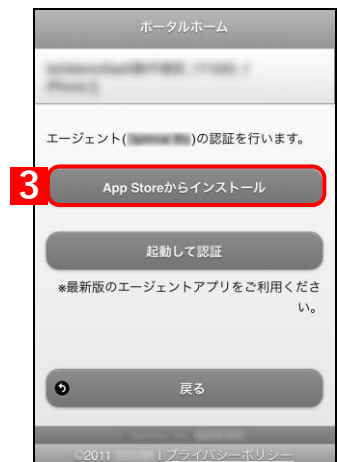 ポータルホーム
エージェント( )の認証を行います。
3
App Storeからインストール
起動して認証
※最新版のエージェントアプリをご利用くださ
い。
戻る
©2011 | プライバシーポリシー